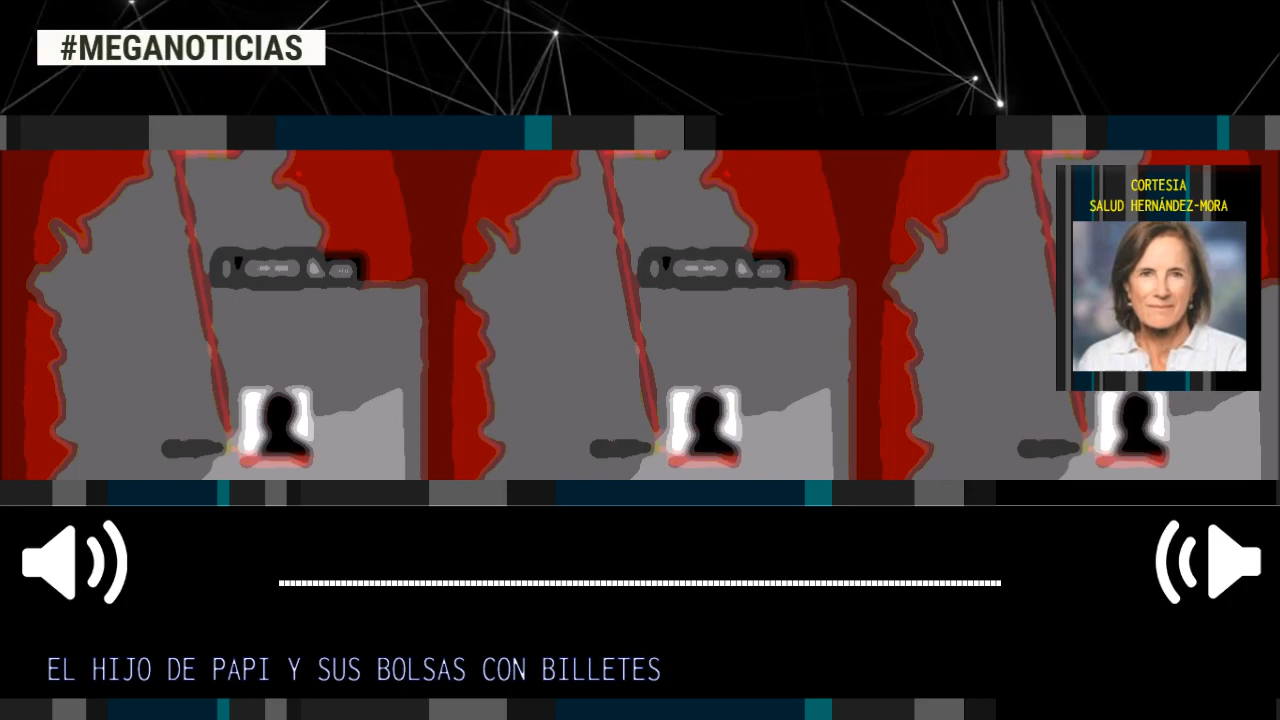 #MEGANOTICIAS
CORTESIA
SALUD HERNÁNDEZ-MORA
EL HIJO DE PAPI Y SUS BOLSAS CON BILLETES